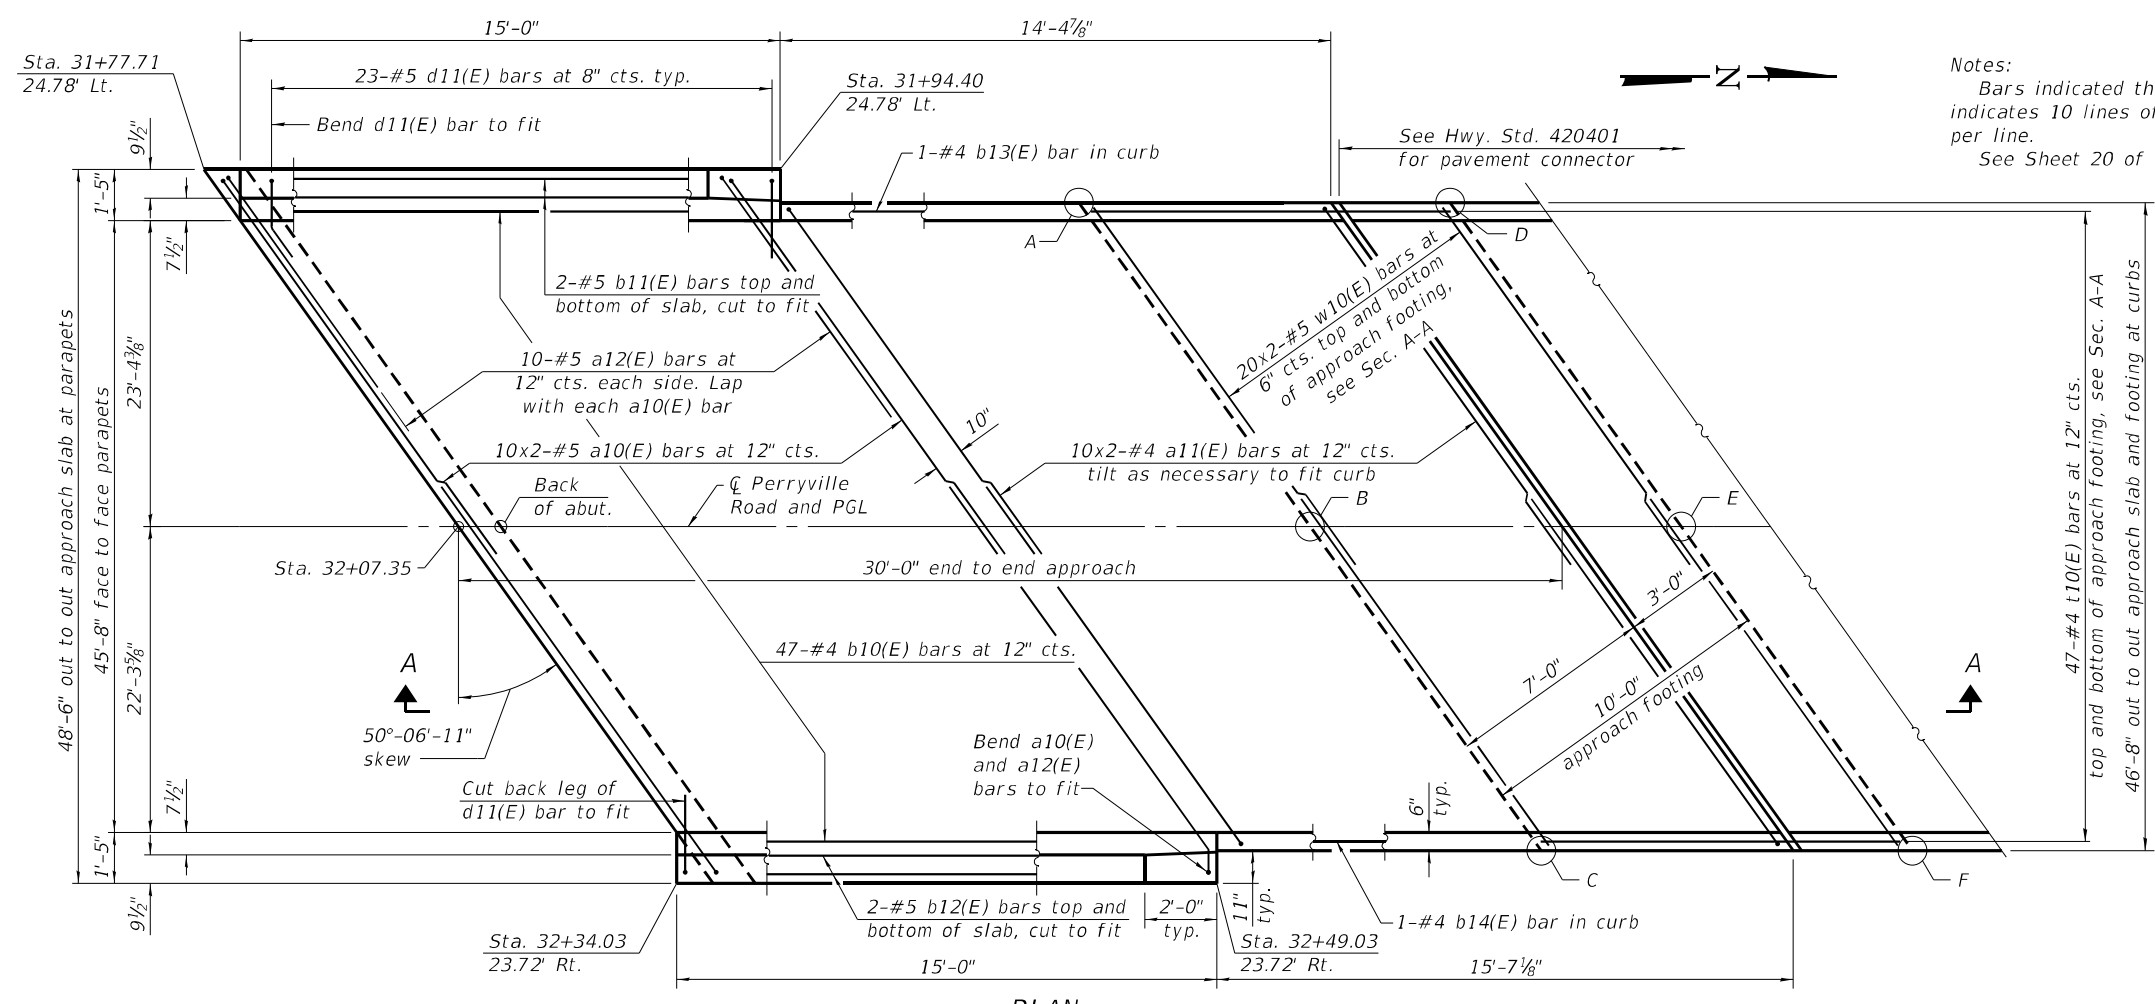 15'-0"
14'-4⅞"
Sta. 31+77.71
24.78' Lt.
23-#5 d11(E) bars at 8" cts. typ.
Sta. 31+94.40
24.78' Lt.
N
Notes:
Bars indicated th
indicates 10 lines o
per line.
See Sheet 20 of
Bend d11(E) bar to fit
9½"
1'-5"
7½"
1-#4 b13(E) bar in curb
See Hwy. Std. 420401
for pavement connector
A
D
2-#5 b11(E) bars top and
bottom of slab, cut to fit
20x2-#5 w10(E) bars at
6" cts. top and bottom
of approach footing,
see Sec. A-A
10-#5 a12(E) bars at
12" cts. each side. Lap
with each a10(E) bar
10"
10x2-#5 a10(E) bars at 12" cts.
10x2-#4 a11(E) bars at 12" cts.
tilt as necessary to fit curb
48'-6" out to out approach slab at parapets
45'-8" face to face parapets
23'-4⅜"
22'-3⅝"
Back
of abut.
℄ Perryville
Road and PGL
B
E
Sta. 32+07.35
30'-0" end to end approach
3'-0"
7'-0"
10'-0"
approach footing
47-#4 t10(E) bars at 12" cts.
top and bottom of approach footing, see Sec. A-A
46'-8" out to out approach slab and footing at curbs
47-#4 b10(E) bars at 12" cts.
A
A
50°-06'-11"
skew
Bend a10(E)
and a12(E)
bars to fit
Cut back leg of
d11(E) bar to fit
6"
typ.
7½"
1'-5"
9½"
C
F
2-#5 b12(E) bars top and
bottom of slab, cut to fit
2'-0"
typ.
11"
typ.
1-#4 b14(E) bar in curb
Sta. 32+34.03
23.72' Rt.
Sta. 32+49.03
23.72' Rt.
15'-0"
15'-7⅛"
PLAN